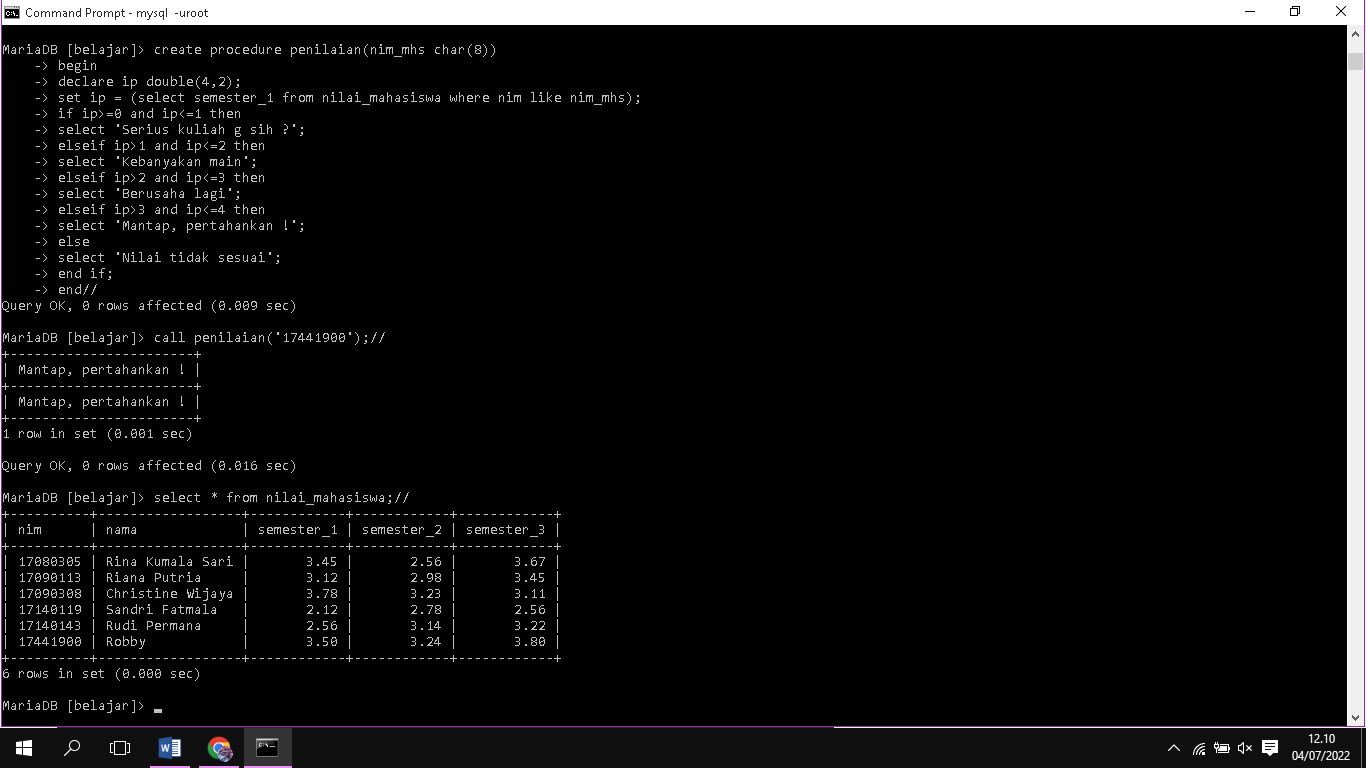 Command Prompt - mysql  -uroot
MariaDB [belajar]> create procedure penilaian(nim_mhs char(8))
    -> begin
    -> declare ip double(4,2);
    -> set ip = (select semester_1 from nilai_mahasiswa where nim like nim_mhs);
    -> if ip>=0 and ip<=1 then
    -> select 'Serius kuliah g sih ?';
    -> elseif ip>1 and ip<=2 then
    -> select 'Kebanyakan main';
    -> elseif ip>2 and ip<=3 then
    -> select 'Berusaha lagi';
    -> elseif ip>3 and ip<=4 then
    -> select 'Mantap, pertahankan !';
    -> else
    -> select 'Nilai tidak sesuai';
    -> end if;
    -> end//
Query OK, 0 rows affected (0.009 sec)
MariaDB [belajar]> call penilaian('17441900');//
+-----------------------+
| Mantap, pertahankan ! |
+-----------------------+
| Mantap, pertahankan ! |
+-----------------------+
1 row in set (0.001 sec)
Query OK, 0 rows affected (0.016 sec)
MariaDB [belajar]> select * from nilai_mahasiswa;//
+----------+------------------+------------+------------+------------+
| nim      | nama             | semester_1 | semester_2 | semester_3 |
+----------+------------------+------------+------------+------------+
| 17080305 | Rina Kumala Sari |       3.45 |       2.56 |       3.67 |
| 17090113 | Riana Putria     |       3.12 |       2.98 |       3.45 |
| 17090308 | Christine Wijaya |       3.78 |       3.23 |       3.11 |
| 17140119 | Sandri Fatmala   |       2.12 |       2.78 |       2.56 |
| 17140143 | Rudi Permana     |       2.56 |       3.14 |       3.22 |
| 17441900 | Robby            |       3.50 |       3.24 |       3.80 |
+----------+------------------+------------+------------+------------+
6 rows in set (0.000 sec)
MariaDB [belajar]> _
12.10
04/07/2022